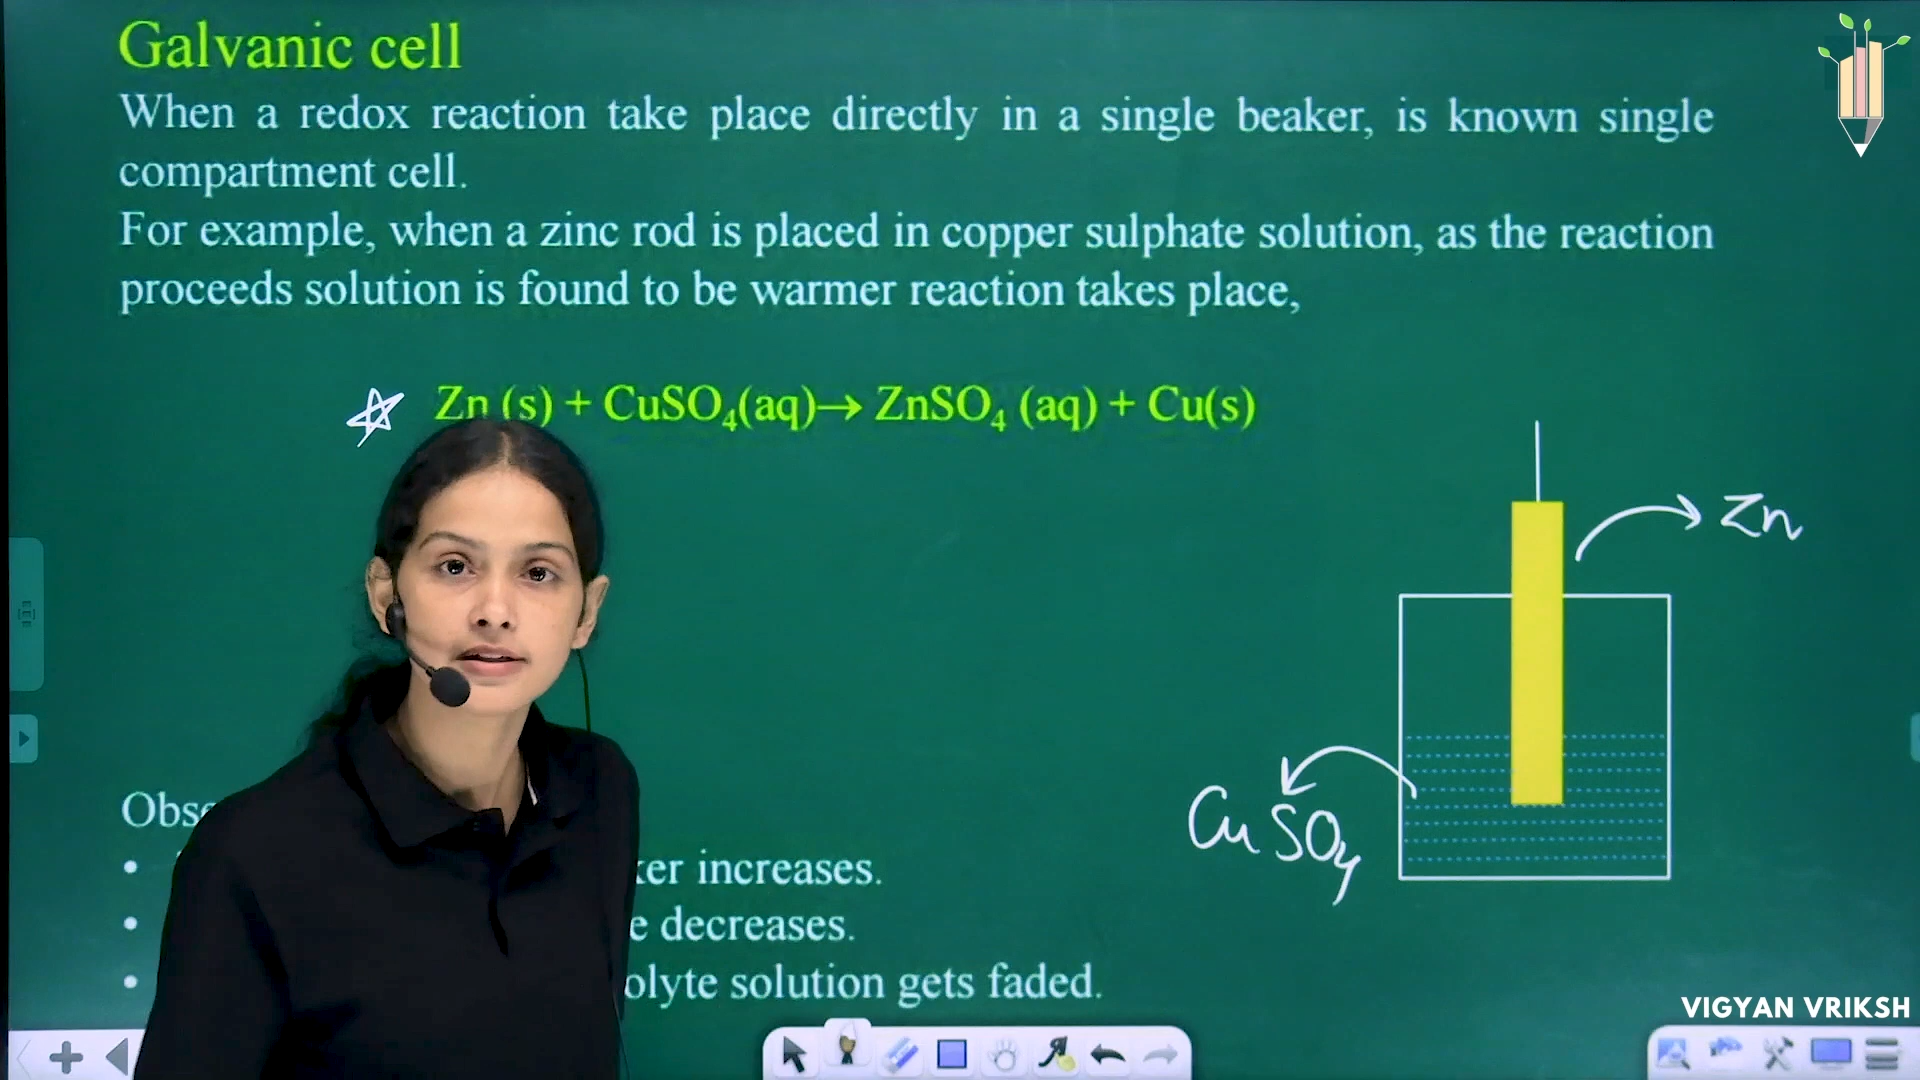 Galvanic cell
When a redox reaction take place directly in a single beaker, is known single
compartment cell.
For example, when a zinc rod is placed in copper sulphate solution, as the reaction
proceeds solution is found to be warmer reaction takes place,
Zn (s) + CuSO₄(aq)→ ZnSO₄ (aq) + Cu(s)
Zn
CuSO₄
increases.
decreases.
solution gets faded.
VIGYAN VRIKSH